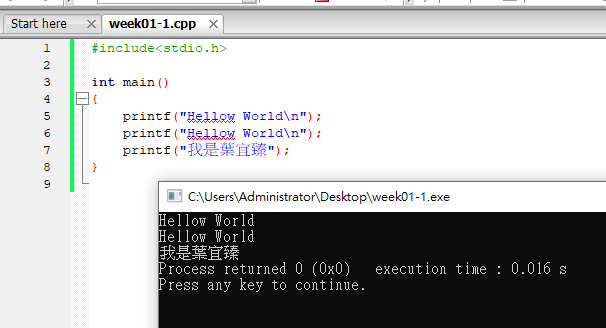 Start here
week01-1.cpp
1 #include<stdio.h>
2
3 int main()
4 {
5 printf("Hellow World\n");
6 printf("Hellow World\n");
7 printf("我是葉宜臻");
8 }
9
C:\Users\Administrator\Desktop\week01-1.exe
Hellow World
Hellow World
我是葉宜臻
Process returned 0 (0x0) execution time : 0.016 s
Press any key to continue.